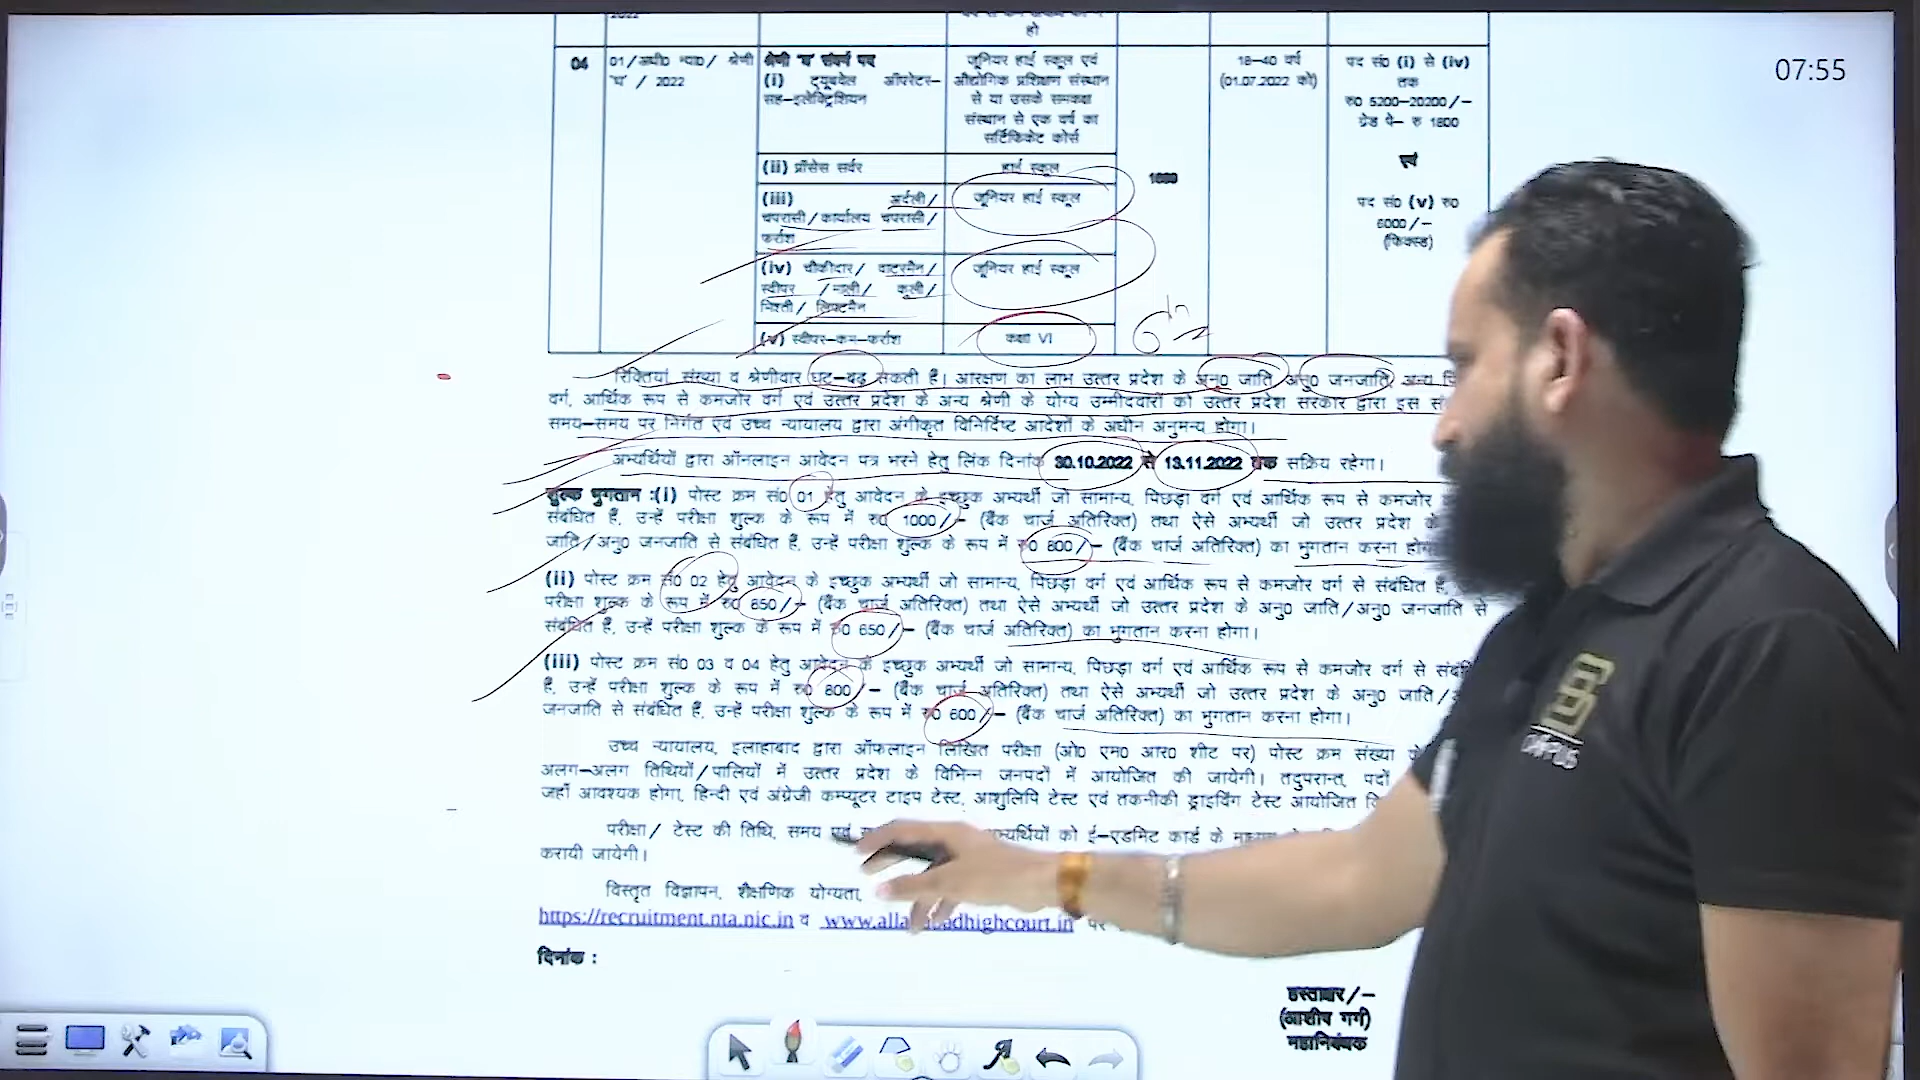 2022
हो
07:55
04 01/अधी0 न्या0/ श्रेणी 'घ' / 2022
श्रेणी 'घ' संवर्ग पद
(i) ट्यूबवेल ऑपरेटर–
सह–इलेक्ट्रिशियन
जूनियर हाई स्कूल एवं
औद्योगिक प्रशिक्षण संस्थान
से या उसके समकक्ष
संस्थान से एक वर्ष का
सर्टिफिकेट कोर्स
(ii) प्रॉसेस सर्वर
हाई स्कूल
(iii) अर्दली/
चपरासी/कार्यालय चपरासी/
फर्राश
जूनियर हाई स्कूल
(iv) चौकीदार/ वाटरमैन/
स्वीपर /माली/ कुली/
भिश्ती/ लिफ्टमैन
जूनियर हाई स्कूल
(v) स्वीपर–कम–फर्राश
कक्षा VI
6th
18–40 वर्ष
(01.07.2022 को)
पद सं0 (i) से (iv)
तक
रु0 5200–20200/–
ग्रेड पे– रु 1800
एवं
पद सं0 (v) रु0
6000/–
(फिक्स्ड)
रिक्तियां संख्या व श्रेणीवार घट–बढ़ सकती हैं। आरक्षण का लाभ उत्तर प्रदेश के अनु0 जाति, अनु0 जनजाति, अन्य
वर्ग, आर्थिक रूप से कमजोर वर्ग एवं उत्तर प्रदेश के अन्य श्रेणी के योग्य उम्मीदवारों को उत्तर प्रदेश सरकार द्वारा इस
समय–समय पर निर्गत एवं उच्च न्यायालय द्वारा अंगीकृत विनिर्दिष्ट आदेशों के अधीन अनुमन्य होगा।
अभ्यर्थियों द्वारा ऑनलाइन आवेदन पत्र भरने हेतु लिंक दिनांक 30.10.2022 से 13.11.2022 तक सक्रिय रहेगा।
शुल्क भुगतान :(i) पोस्ट क्रम सं0 01 हेतु आवेदन के इच्छुक अभ्यर्थी जो सामान्य, पिछड़ा वर्ग एवं आर्थिक रूप से कमजोर
संबंधित हैं, उन्हें परीक्षा शुल्क के रूप में रु0 1000/– (बैंक चार्ज अतिरिक्त) तथा ऐसे अभ्यर्थी जो उत्तर प्रदेश के
जाति/अनु0 जनजाति से संबंधित हैं, उन्हें परीक्षा शुल्क के रूप में रु0 800/– (बैंक चार्ज अतिरिक्त) का भुगतान करना
(ii) पोस्ट क्रम सं0 02 हेतु आवेदन के इच्छुक अभ्यर्थी जो सामान्य, पिछड़ा वर्ग एवं आर्थिक रूप से कमजोर वर्ग से संबंधित हैं,
परीक्षा शुल्क के रूप में रु0 850/– (बैंक चार्ज अतिरिक्त) तथा ऐसे अभ्यर्थी जो उत्तर प्रदेश के अनु0 जाति/अनु0 जनजाति से
संबंधित हैं, उन्हें परीक्षा शुल्क के रूप में रु0 650/– (बैंक चार्ज अतिरिक्त) का भुगतान करना होगा।
(iii) पोस्ट क्रम सं0 03 व 04 हेतु आवेदन के इच्छुक अभ्यर्थी जो सामान्य, पिछड़ा वर्ग एवं आर्थिक रूप से कमजोर वर्ग से
हैं, उन्हें परीक्षा शुल्क के रूप में रु0 800/– (बैंक चार्ज अतिरिक्त) तथा ऐसे अभ्यर्थी जो उत्तर प्रदेश के अनु0 जाति/
जनजाति से संबंधित हैं, उन्हें परीक्षा शुल्क के रूप में रु0 600/– (बैंक चार्ज अतिरिक्त) का भुगतान करना होगा।
उच्च न्यायालय, इलाहाबाद द्वारा ऑफलाइन लिखित परीक्षा (ओ0 एम0 आर0 शीट पर) पोस्ट क्रम संख्या
अलग–अलग तिथियों/पालियों में उत्तर प्रदेश के विभिन्न जनपदों में आयोजित की जायेगी। तदुपरान्त, पदों
जहाँ आवश्यक होगा, हिन्दी एवं अंग्रेजी कम्प्यूटर टाइप टेस्ट, आशुलिपि टेस्ट एवं तकनीकी ड्राइविंग टेस्ट आयोजित
परीक्षा/ टेस्ट की तिथि, समय एवं अभ्यर्थियों को ई–एडमिट कार्ड के
करायी जायेगी।
विस्तृत विज्ञापन, शैक्षणिक योग्यता,
https://recruitment.nta.nic.in व www.allahabadhighcourt.in पर
दिनांक :
हस्ताक्षर/–
(आशीष गर्ग)
महानिबंधक